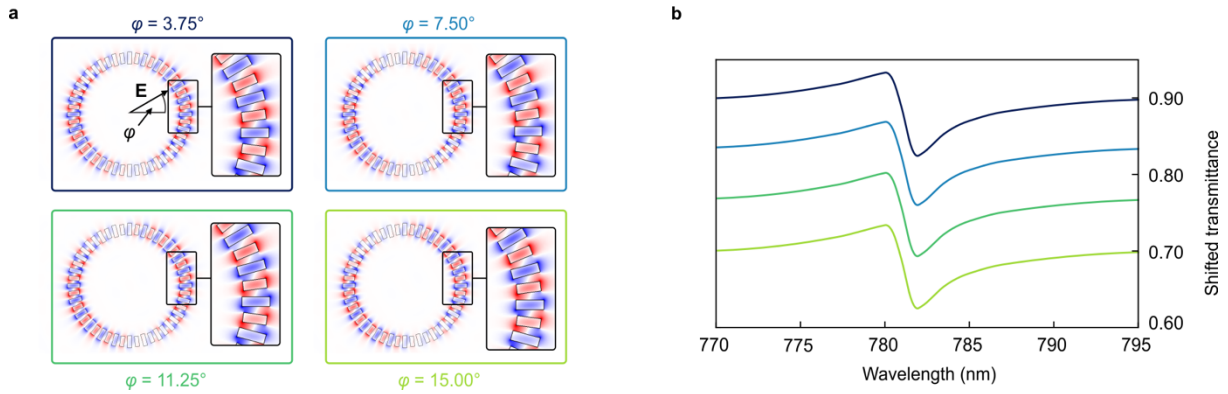 a
φ = 3.75°
φ = 7.50°
E
φ
φ = 11.25°
φ = 15.00°
b
0.90
0.80
0.70
0.60
Shifted transmittance
770
775
780
785
790
795
Wavelength (nm)